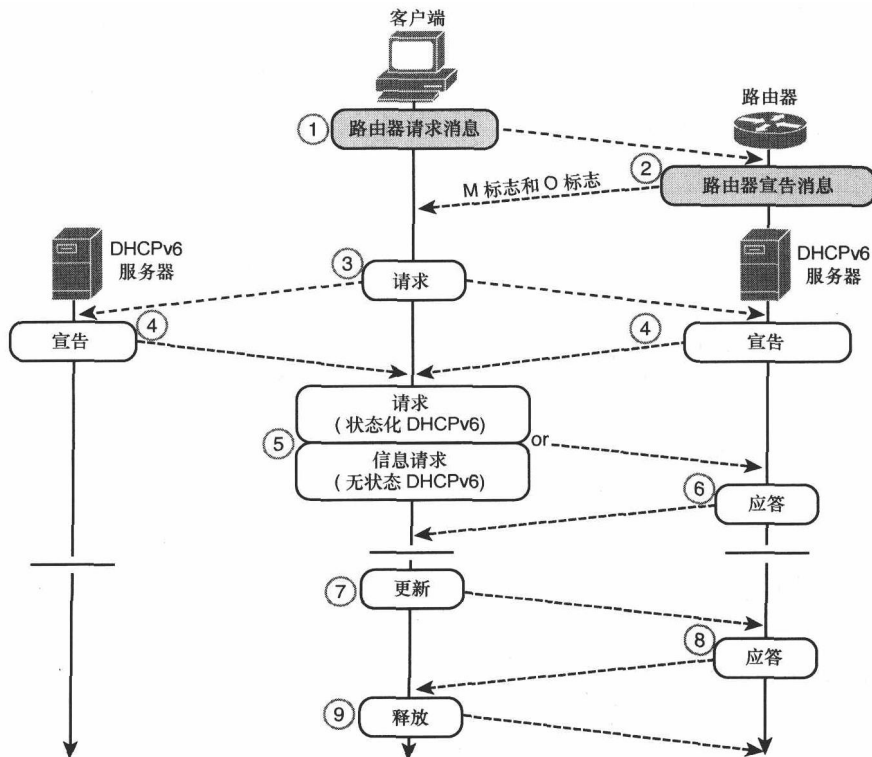 客户端
路由器
① 路由器请求消息
② 路由器宣告消息
M 标志和 O 标志
DHCPv6
服务器
DHCPv6
服务器
③ 请求
宣告 ④
④ 宣告
请求
(状态化 DHCPv6)
⑤
or
信息请求
(无状态 DHCPv6)
⑥ 应答
⑦ 更新
⑧ 应答
⑨ 释放